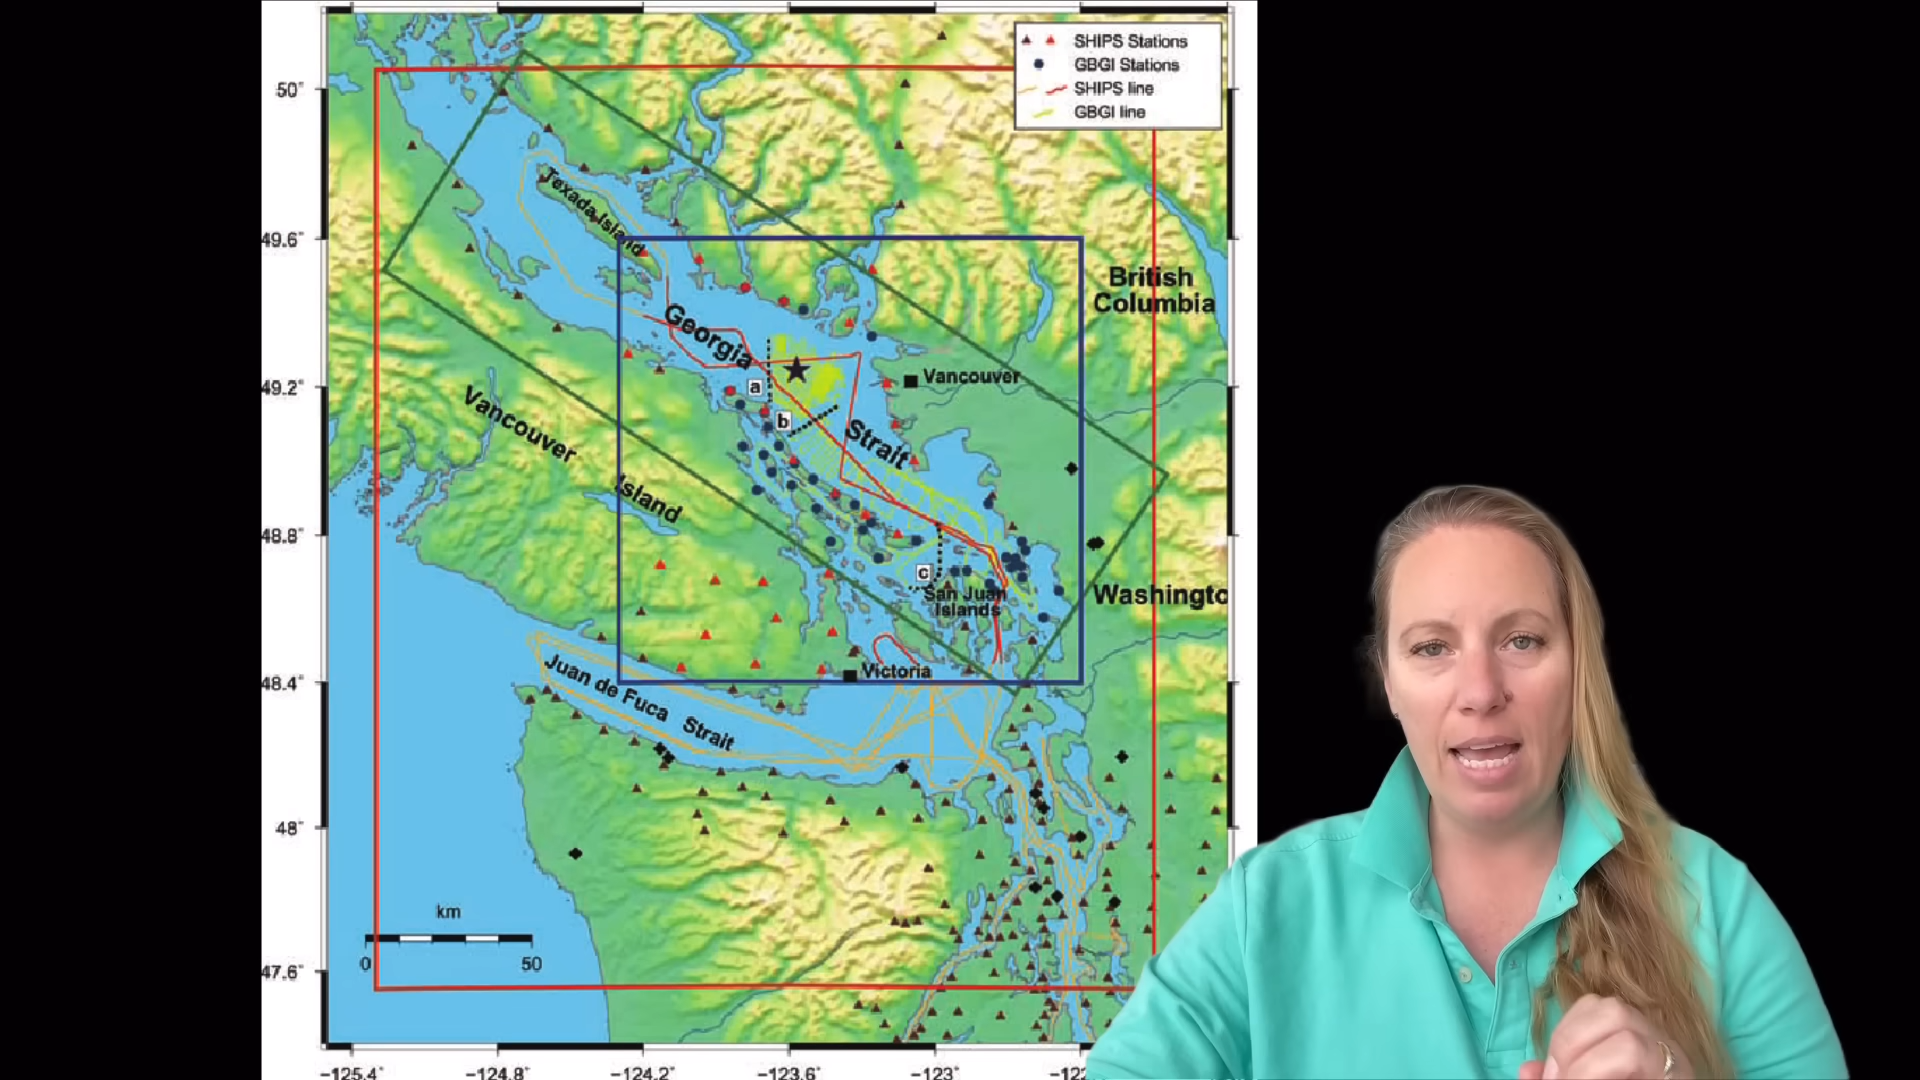 SHIPS Stations
GBGI Stations
SHIPS line
GBGI line
50°
49.6°
49.2°
48.8°
48.4°
48°
47.6°
Texada Island
British
Columbia
Georgia
Strait
a
b
c
Vancouver
Vancouver
Island
San Juan
Islands
Washingto
Victoria
Juan de Fuca Strait
km
0
50
-125.4°
-124.8°
-124.2°
-123.6°
-123°
-122